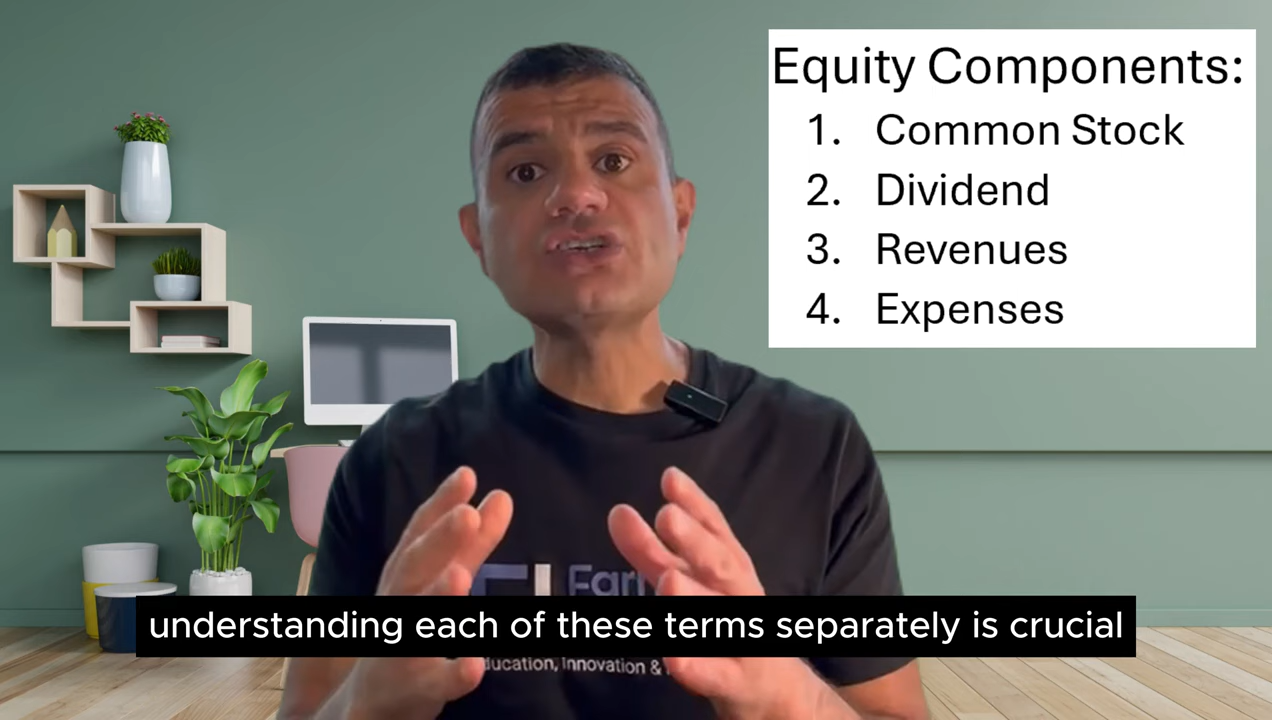 Equity Components:
1. Common Stock
2. Dividend
3. Revenues
4. Expenses
understanding each of these terms separately is crucial
Innovation &